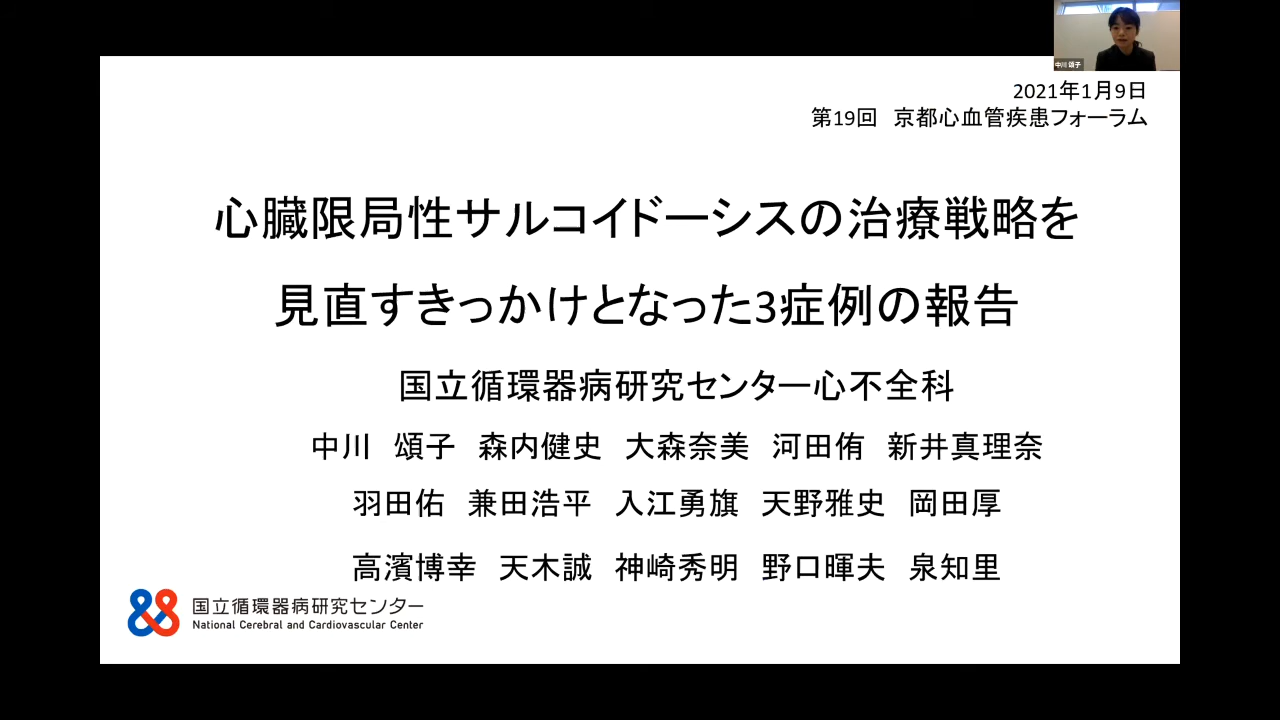 中川 頌子
2021年1月9日
第19回 京都心血管疾患フォーラム
心臓限局性サルコイドーシスの治療戦略を
見直すきっかけとなった3症例の報告
国立循環器病研究センター心不全科
中川 頌子 森内健史 大森奈美 河田侑 新井真理奈
羽田佑 兼田浩平 入江勇旗 天野雅史 岡田厚
高濱博幸 天木誠 神崎秀明 野口暉夫 泉知里
国立循環器病研究センター
National Cerebral and Cardiovascular Center